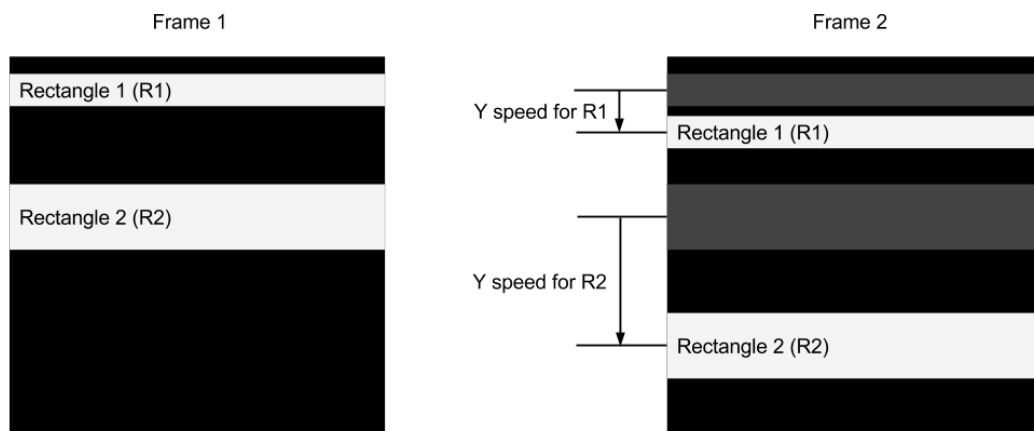 Frame 1
Rectangle 1 (R1)
Rectangle 2 (R2)
Frame 2
Y speed for R1
Rectangle 1 (R1)
Y speed for R2
Rectangle 2 (R2)